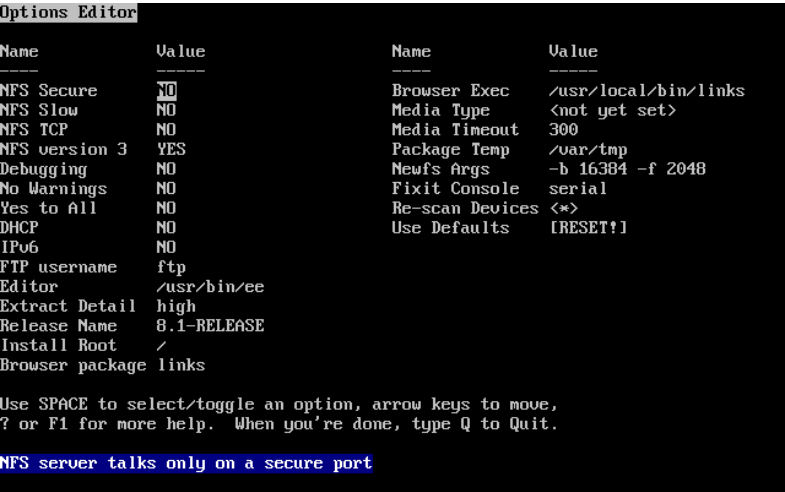 Options Editor
Name Value Name Value
---- ----- ---- -----
NFS Secure NO Browser Exec /usr/local/bin/links
NFS Slow NO Media Type <not yet set>
NFS TCP NO Media Timeout 300
NFS version 3 YES Package Temp /var/tmp
Debugging NO Newfs Args -b 16384 -f 2048
No Warnings NO Fixit Console serial
Yes to All NO Re-scan Devices <*>
DHCP NO Use Defaults [RESET!]
IPv6 NO
FTP username ftp
Editor /usr/bin/ee
Extract Detail high
Release Name 8.1-RELEASE
Install Root /
Browser package links
Use SPACE to select/toggle an option, arrow keys to move,
? or F1 for more help. When you're done, type Q to Quit.
NFS server talks only on a secure port